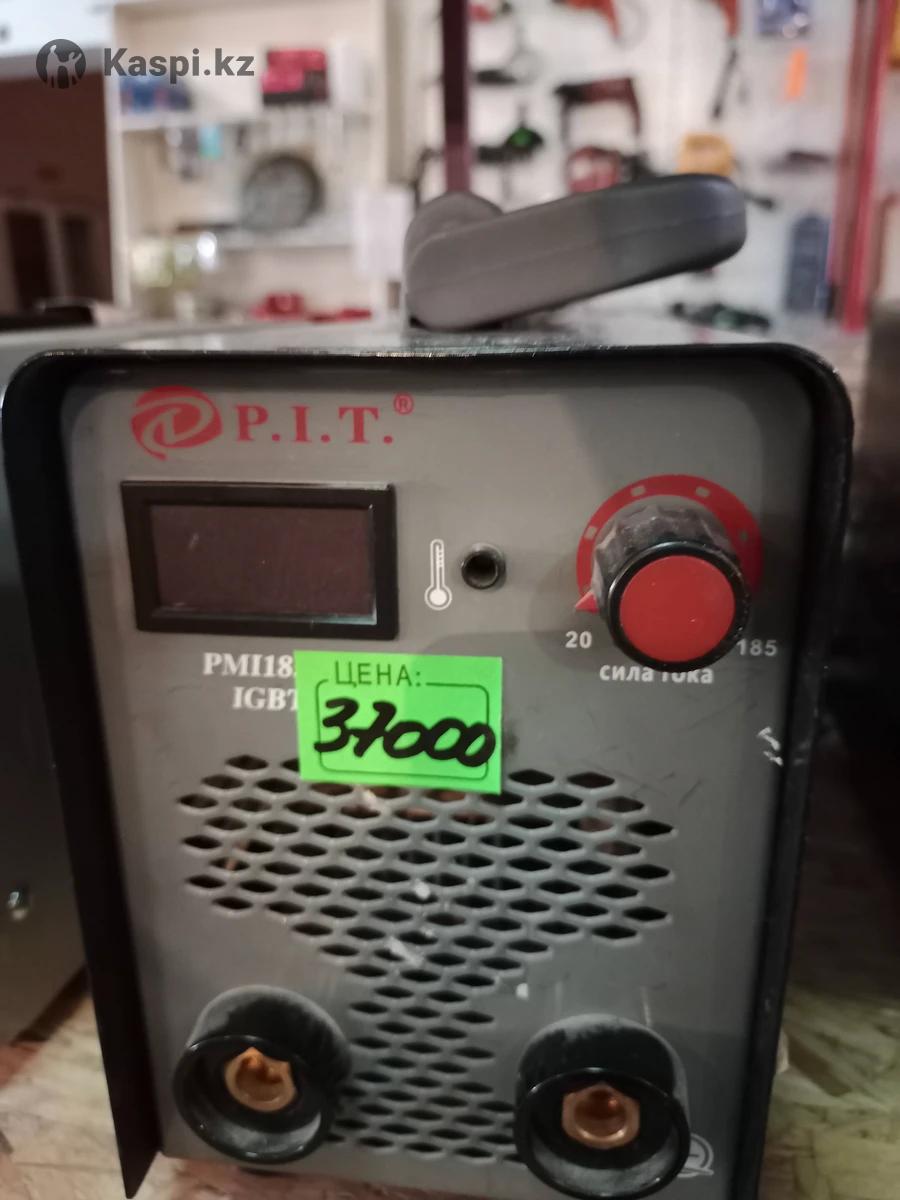 Kaspi.kz
P.I.T.®
20
185
сила тока
PMI18
IGBT
ЦЕНА:
37000